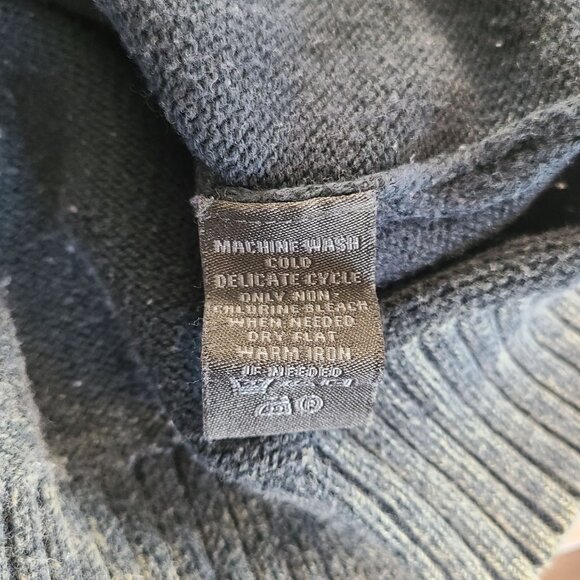 MACHINE WASH
COLD
DELICATE CYCLE
ONLY NON
CHLORINE BLEACH
WHEN NEEDED
DRY FLAT
WARM IRON
IF NEEDED